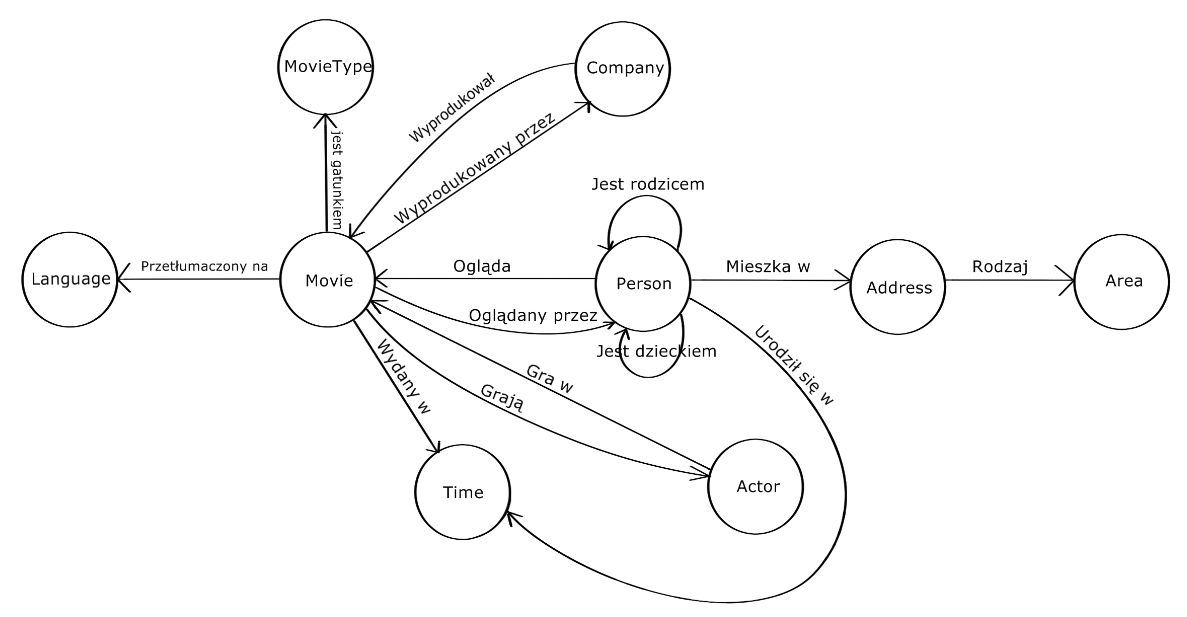 MovieType
Company
Wyprodukował
jest gatunkiem
Wyprodukowany przez
Jest rodzicem
Language
Przetłumaczony na
Movie
Ogląda
Person
Mieszka w
Address
Rodzaj
Area
Oglądany przez
Jest dzieckiem
Urodził się w
Wydany w
Gra w
Grają
Time
Actor